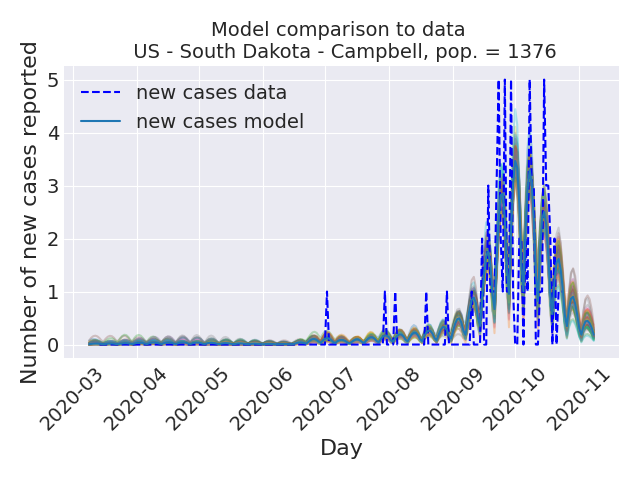 Model comparison to data
US - South Dakota - Campbell, pop. = 1376
Number of new cases reported
5
4
3
2
1
0
new cases data
new cases model
2020-03
2020-04
2020-05
2020-06
2020-07
2020-08
2020-09
2020-10
2020-11
Day